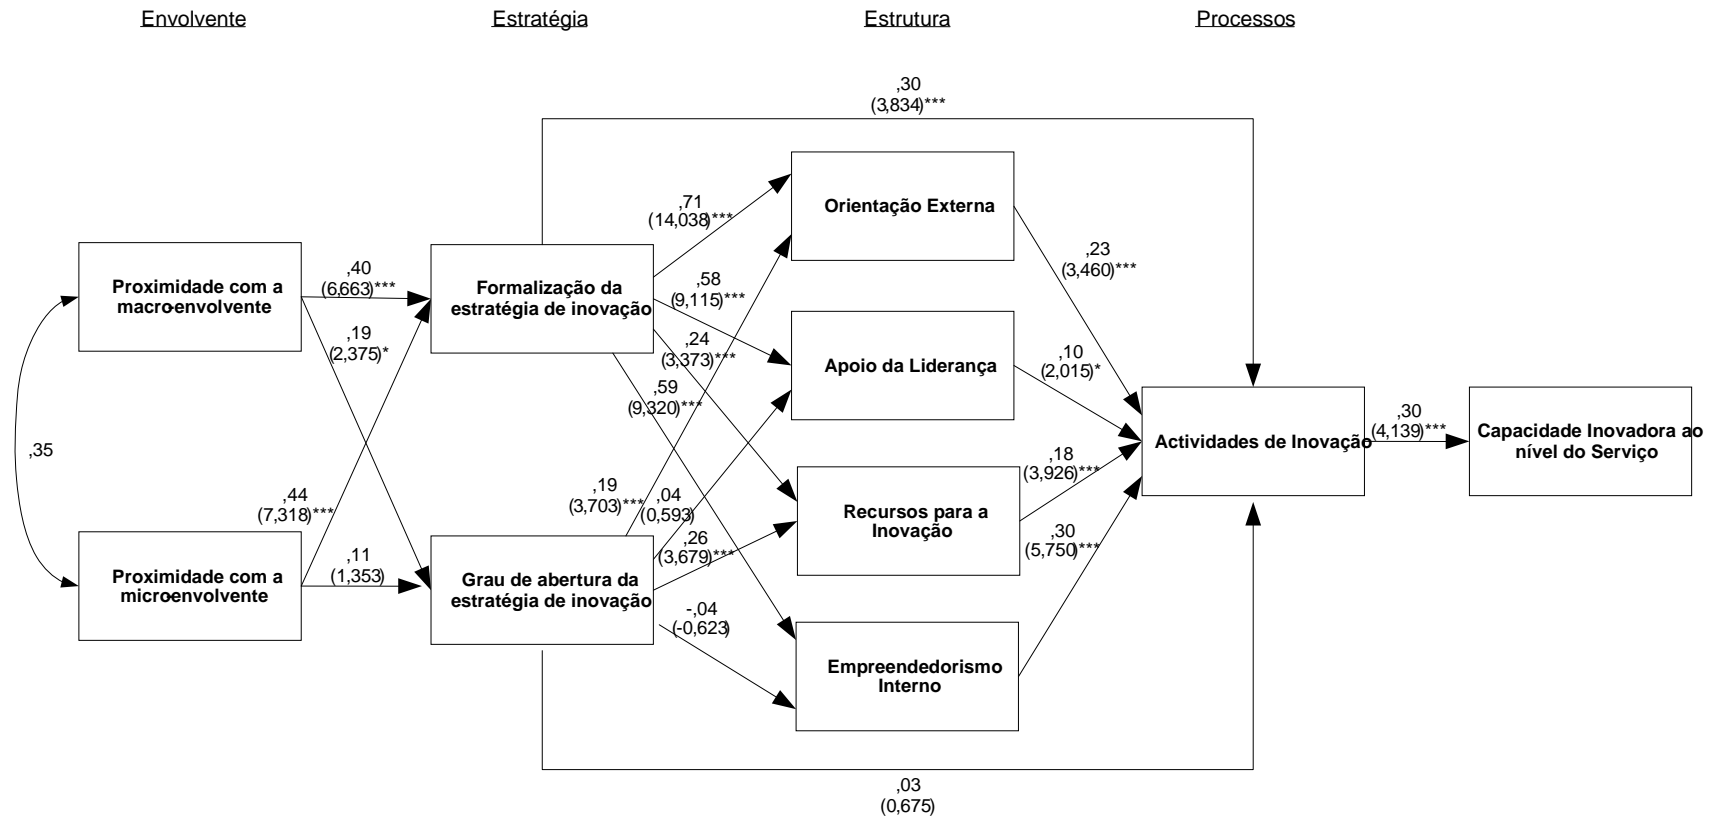 Envolvente
Estratégia
Estrutura
Processos
,30
(3,834)***
Orientação Externa
,71
(14,038)***
,23
(3,460)***
Proximidade com a
macro-envolvente
,40
(6,663)***
Formalização da
estratégia de inovação
,58
(9,115)***
,19
(2,375)*
,24
(3,373)***
Apoio da Liderança
,10
(2,015)*
,59
(9,320)***
,35
Actividades de Inovação
,30
(4,139)***
Capacidade Inovadora ao
nível do Serviço
,44
(7,318)***
,19
(3,703)***
,04
(0,593)
,18
(3,926)***
Recursos para a
Inovação
,26
(3,679)***
,30
(5,750)***
Proximidade com a
micro-envolvente
,11
(1,353)
Grau de abertura da
estratégia de inovação
-,04
(-0,623)
Empreendedorismo
Interno
,03
(0,675)